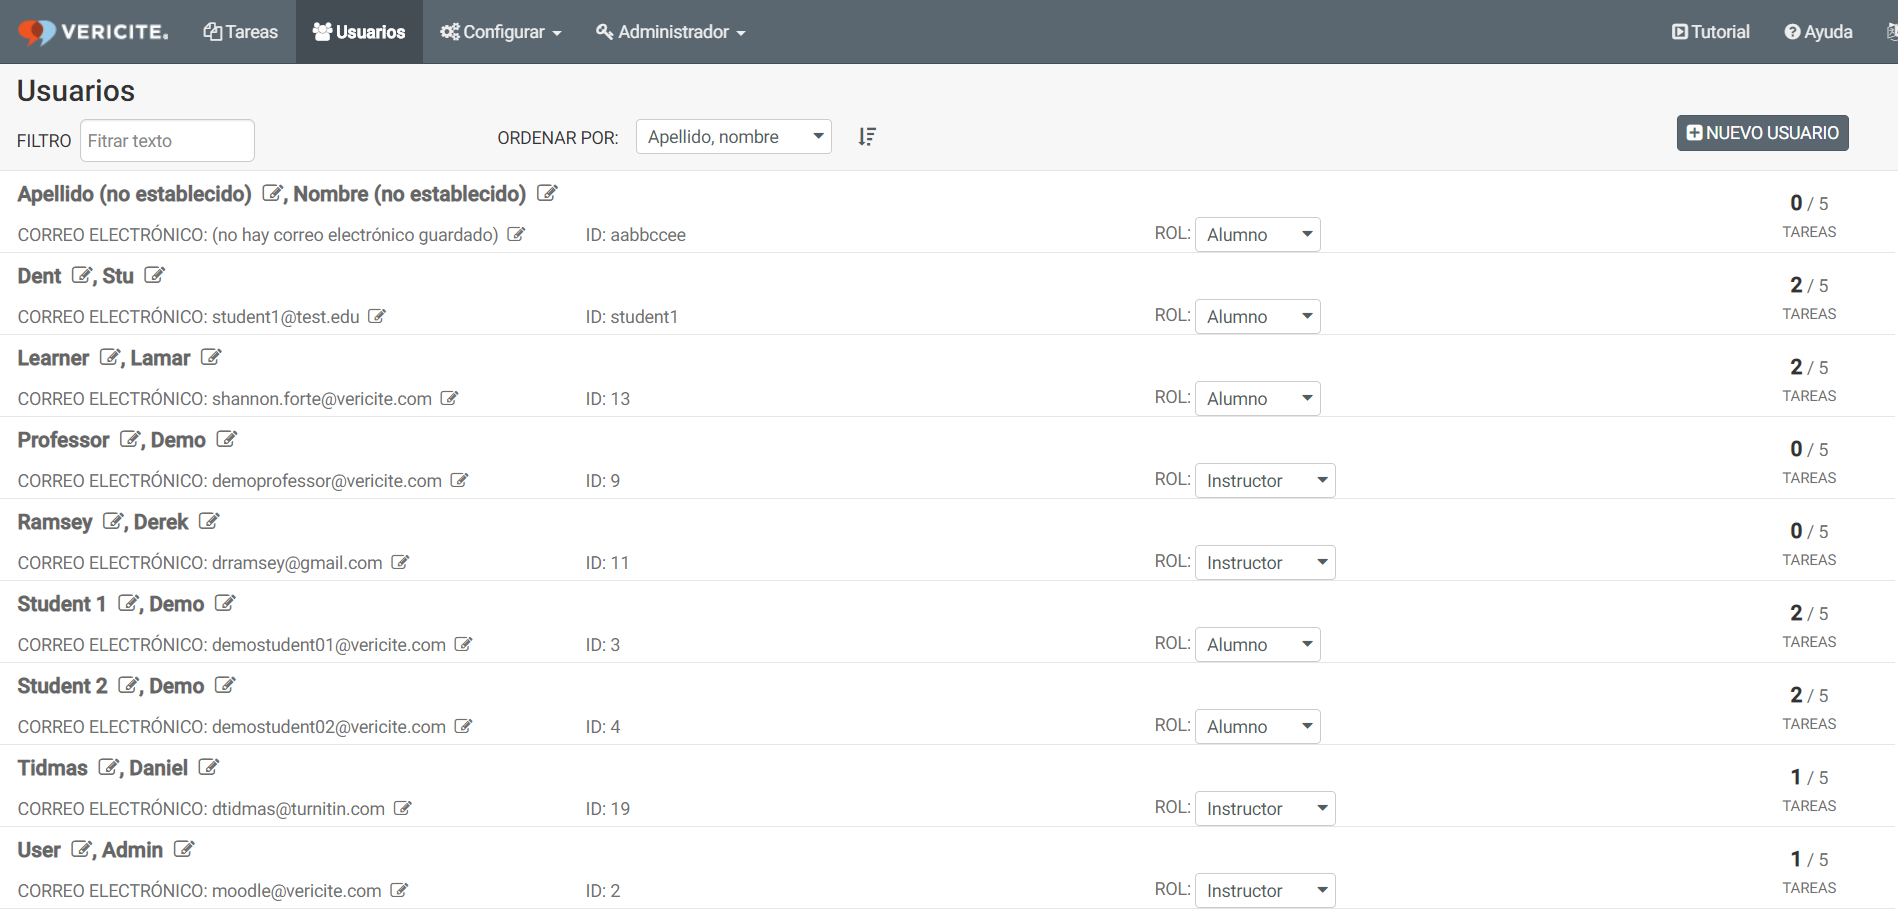 VERICITE. Tareas Usuarios Configurar Administrador Tutorial Ayuda
Usuarios
FILTRO Fitrar texto ORDENAR POR: Apellido, nombre NUEVO USUARIO
Apellido (no establecido) , Nombre (no establecido) 0 / 5
CORREO ELECTRÓNICO: (no hay correo electrónico guardado) ID: aabbccee ROL: Alumno TAREAS
Dent , Stu 2 / 5
CORREO ELECTRÓNICO: student1@test.edu ID: student1 ROL: Alumno TAREAS
Learner , Lamar 2 / 5
CORREO ELECTRÓNICO: shannon.forte@vericite.com ID: 13 ROL: Alumno TAREAS
Professor , Demo 0 / 5
CORREO ELECTRÓNICO: demoprofessor@vericite.com ID: 9 ROL: Instructor TAREAS
Ramsey , Derek 0 / 5
CORREO ELECTRÓNICO: drramsey@gmail.com ID: 11 ROL: Instructor TAREAS
Student 1 , Demo 2 / 5
CORREO ELECTRÓNICO: demostudent01@vericite.com ID: 3 ROL: Alumno TAREAS
Student 2 , Demo 2 / 5
CORREO ELECTRÓNICO: demostudent02@vericite.com ID: 4 ROL: Alumno TAREAS
Tidmas , Daniel 1 / 5
CORREO ELECTRÓNICO: dtidmas@turnitin.com ID: 19 ROL: Instructor TAREAS
User , Admin 1 / 5
CORREO ELECTRÓNICO: moodle@vericite.com ID: 2 ROL: Instructor TAREAS